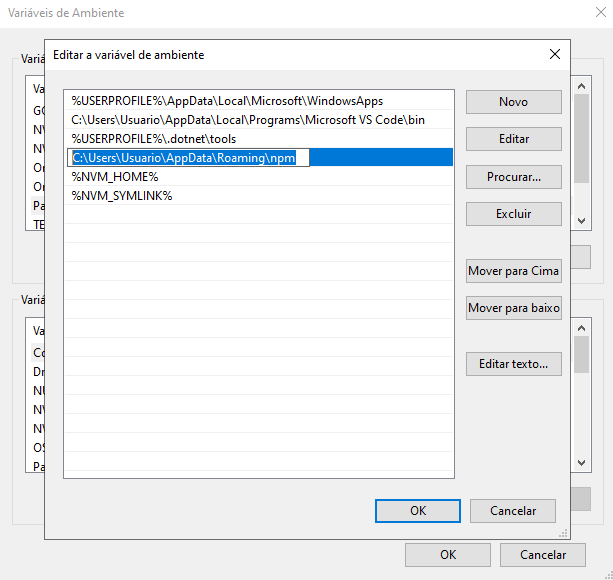 Variáveis de Ambiente
Editar a variável de ambiente
Variá
Va
GO
NV
NV
On
On
Pa
TE
%USERPROFILE%\AppData\Local\Microsoft\WindowsApps
C:\Users\Usuario\AppData\Local\Programs\Microsoft VS Code\bin
%USERPROFILE%\.dotnet\tools
C:\Users\Usuario\AppData\Roaming\npm
%NVM_HOME%
%NVM_SYMLINK%
Novo
Editar
Procurar...
Excluir
Mover para Cima
Mover para baixo
Editar texto...
Variá
Va
Co
Dr
NU
NV
NV
OS
Pa
OK
Cancelar
OK
Cancelar